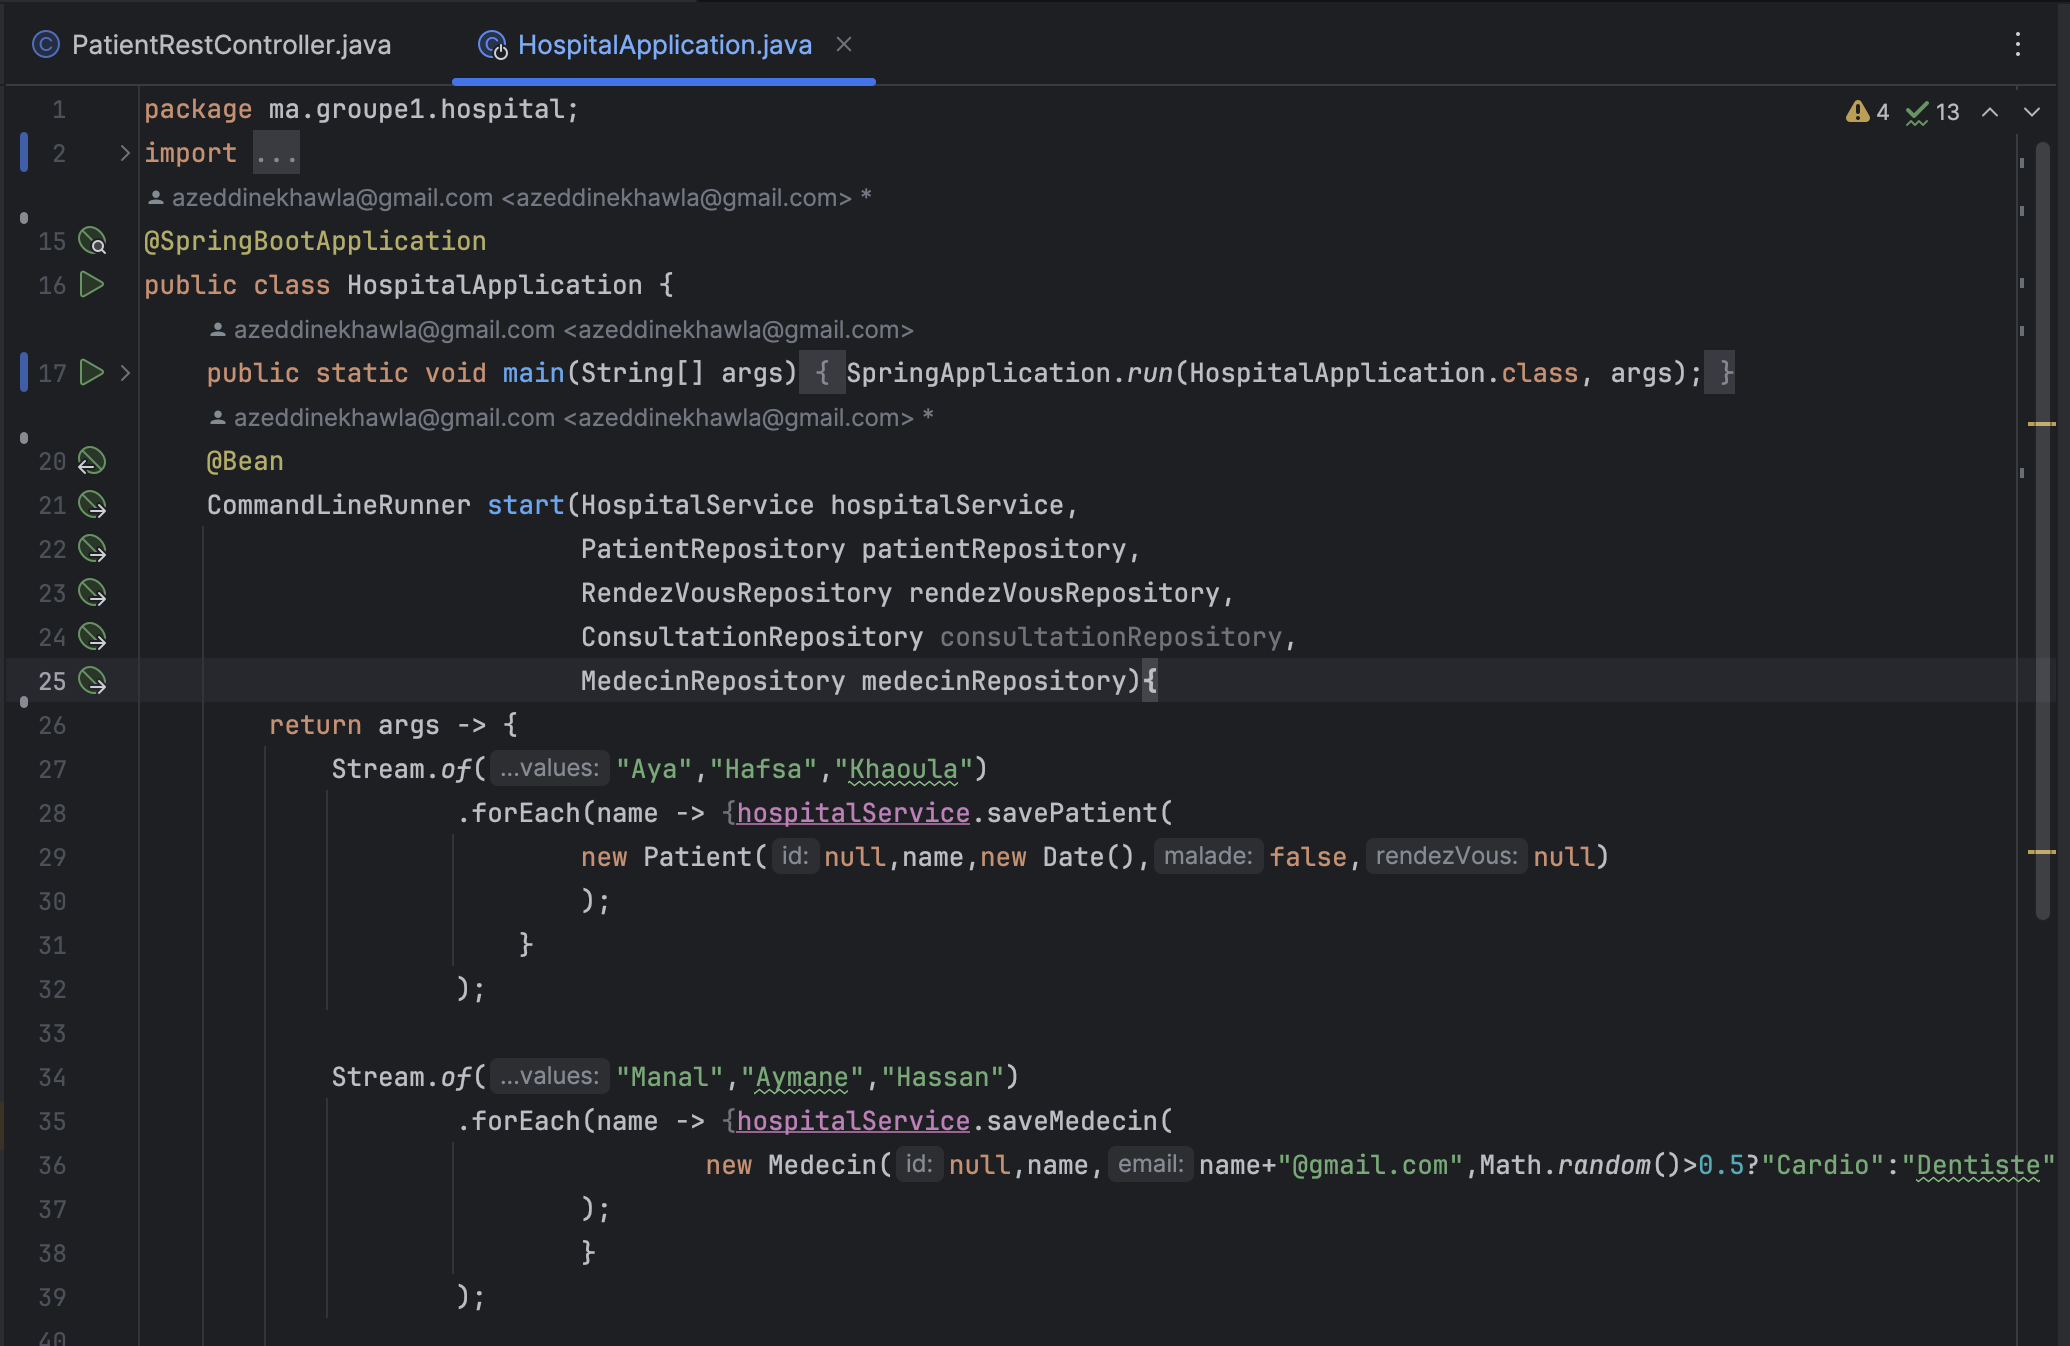 PatientRestController.java HospitalApplication.java
1 package ma.groupe1.hospital; 4 13
2 import ...
azeddinekhawla@gmail.com <azeddinekhawla@gmail.com> *
15 @SpringBootApplication
16 public class HospitalApplication {
azeddinekhawla@gmail.com <azeddinekhawla@gmail.com>
17 public static void main(String[] args) { SpringApplication.run(HospitalApplication.class, args); }
azeddinekhawla@gmail.com <azeddinekhawla@gmail.com> *
20 @Bean
21 CommandLineRunner start(HospitalService hospitalService,
22 PatientRepository patientRepository,
23 RendezVousRepository rendezVousRepository,
24 ConsultationRepository consultationRepository,
25 MedecinRepository medecinRepository){
26 return args -> {
27 Stream.of( ...values: "Aya","Hafsa","Khaoula")
28 .forEach(name -> {hospitalService.savePatient(
29 new Patient( id: null,name,new Date(), malade: false, rendezVous: null)
30 );
31 }
32 );
33
34 Stream.of( ...values: "Manal","Aymane","Hassan")
35 .forEach(name -> {hospitalService.saveMedecin(
36 new Medecin( id: null,name, email: name+"@gmail.com",Math.random()>0.5?"Cardio":"Dentiste"
37 );
38 }
39 );
40